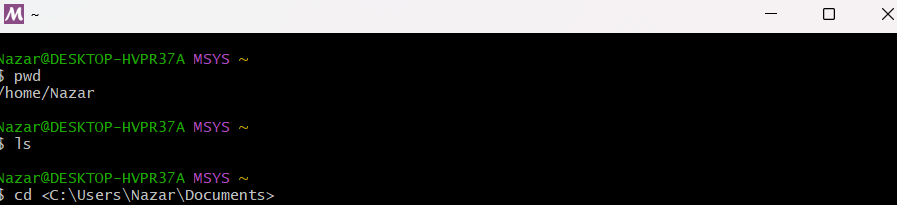 M ~
Nazar@DESKTOP-HVPR37A MSYS ~
$ pwd
/home/Nazar
Nazar@DESKTOP-HVPR37A MSYS ~
$ ls
Nazar@DESKTOP-HVPR37A MSYS ~
$ cd <C:\Users\Nazar\Documents>